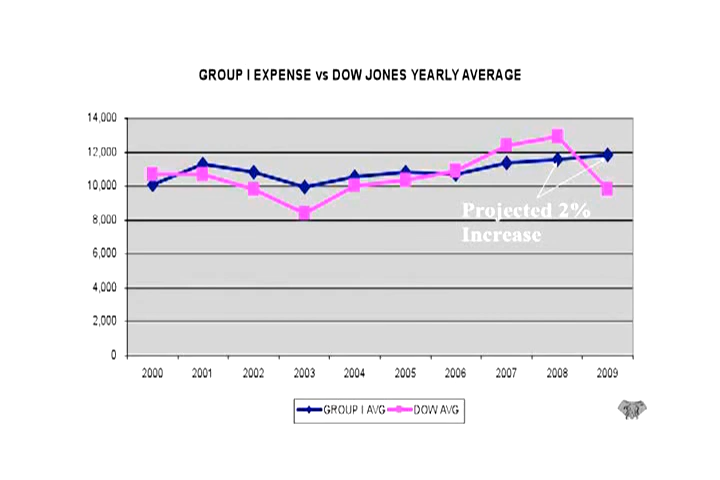 GROUP I EXPENSE vs DOW JONES YEARLY AVERAGE
14,000
12,000
10,000
8,000
6,000
4,000
2,000
0
Projected 2%
Increase
2000 2001 2002 2003 2004 2005 2006 2007 2008 2009
GROUP I AVG DOW AVG